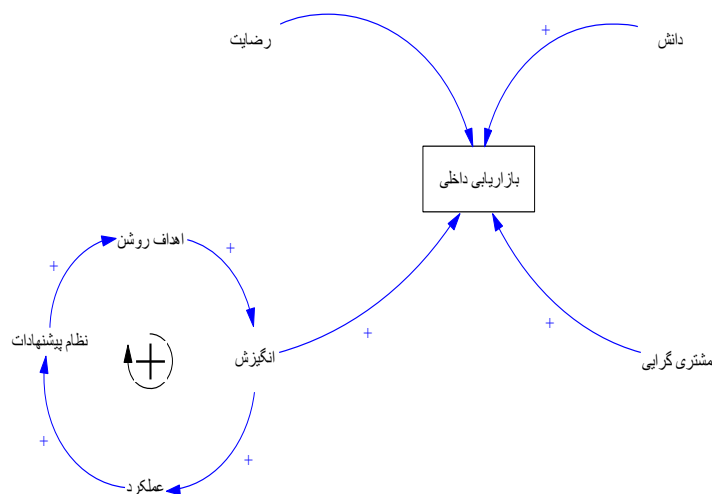 رضایت
+
دانش
بازاریابی داخلی
اهداف روشن
+
+
نظام پیشنهادات
+
انگیزش
+
+
مشتری گرایی
+
+
عملکرد